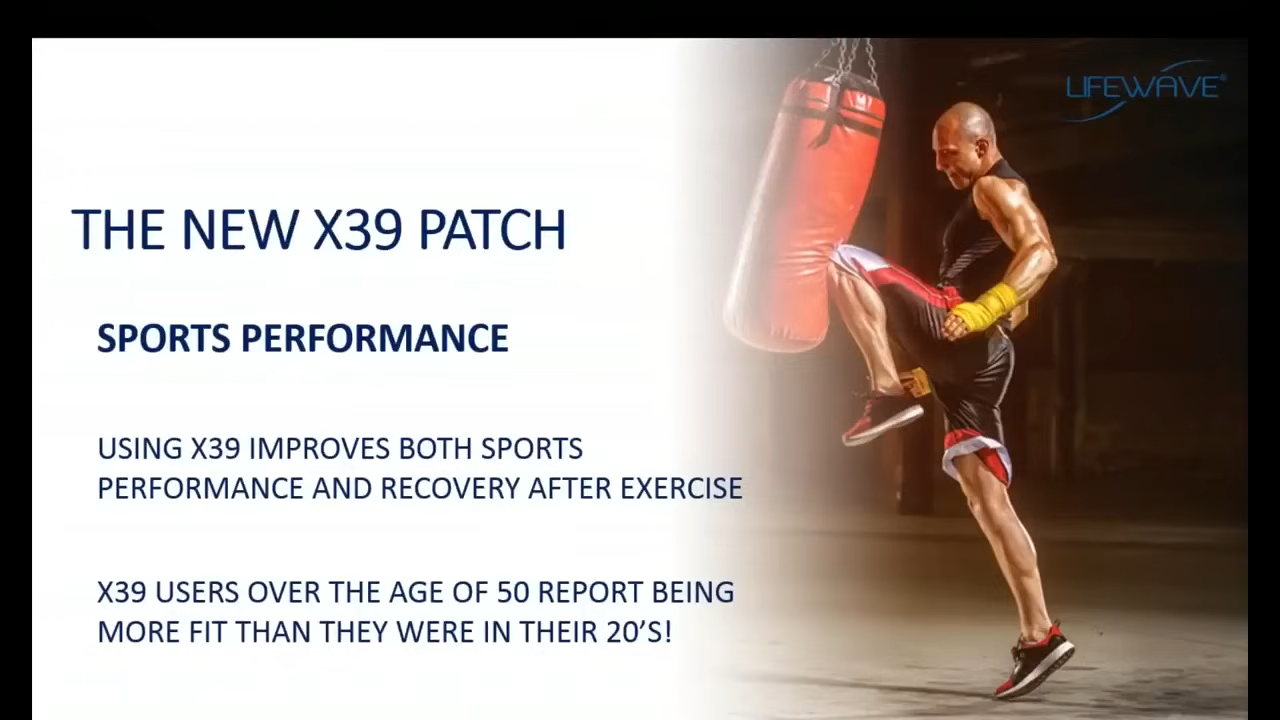 LIFEWAVE®
THE NEW X39 PATCH
SPORTS PERFORMANCE
USING X39 IMPROVES BOTH SPORTS
PERFORMANCE AND RECOVERY AFTER EXERCISE
X39 USERS OVER THE AGE OF 50 REPORT BEING
MORE FIT THAN THEY WERE IN THEIR 20’S!